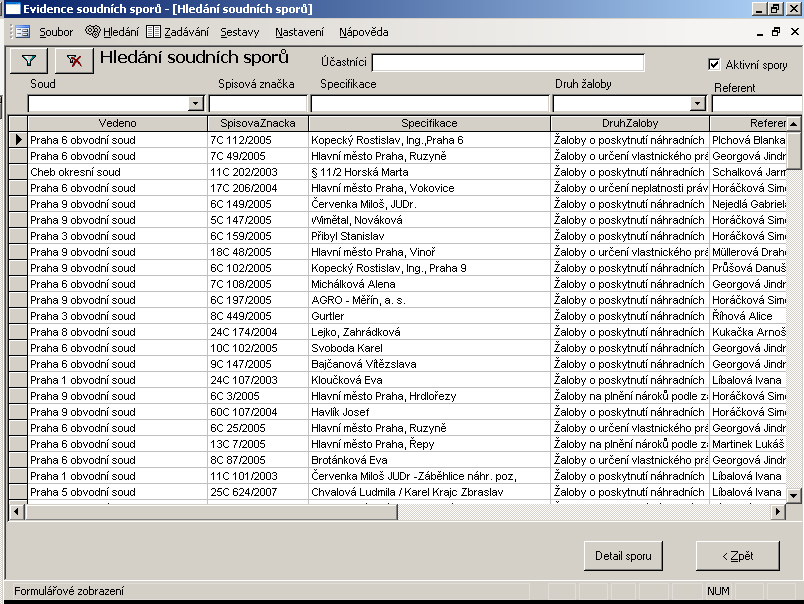 Evidence soudních sporů - [Hledání soudních sporů]
Soubor Hledání Zadávání Sestavy Nastavení Nápověda
Hledání soudních sporů Účastníci Aktivní spory
Soud Spisová značka Specifikace Druh žaloby Referent
Vedeno SpisovaZnacka Specifikace DruhZaloby Referer
Praha 6 obvodní soud 7C 112/2005 Kopecký Rostislav, Ing.,Praha 6 Žaloby o poskytnutí náhradních Plchová Blanka
Praha 6 obvodní soud 7C 49/2005 Hlavní město Praha, Ruzyně Žaloby o určení vlastnického prá Georgová Jindr
Cheb okresní soud 11C 202/2003 § 11/2 Horská Marta Žaloby o poskytnutí náhradních Schalková Jarm
Praha 6 obvodní soud 17C 206/2004 Hlavní město Praha, Vokovice Žaloby o určení neplatnosti práv Horáčková Simo
Praha 9 obvodní soud 6C 149/2005 Červenka Miloš, JUDr. Žaloby o poskytnutí náhradních Nejedlá Gabriela
Praha 9 obvodní soud 5C 147/2005 Wimětal, Nováková Žaloby o poskytnutí náhradních Horáčková Simo
Praha 3 obvodní soud 6C 159/2005 Přibyl Stanislav Žaloby o poskytnutí náhradních Horáčková Simo
Praha 9 obvodní soud 18C 48/2005 Hlavní město Praha, Vinoř Žaloby o určení vlastnického prá Müllerová Draho
Praha 9 obvodní soud 6C 102/2005 Kopecký Rostislav, Ing., Praha 9 Žaloby o poskytnutí náhradních Průšová Danuš
Praha 6 obvodní soud 7C 108/2005 Michálková Alena Žaloby o poskytnutí náhradních Georgová Jindr
Praha 9 obvodní soud 6C 197/2005 AGRO - Měřín, a. s. Žaloby o poskytnutí náhradních Horáčková Simo
Praha 3 obvodní soud 8C 449/2005 Gurtler Žaloby o poskytnutí náhradních Říhová Alice
Praha 8 obvodní soud 24C 174/2004 Lejko, Zahrádková Žaloby o poskytnutí náhradních Kukačka Arnoš
Praha 6 obvodní soud 10C 102/2005 Svoboda Karel Žaloby o poskytnutí náhradních Georgová Jindr
Praha 6 obvodní soud 9C 147/2005 Bajčanová Vítězslava Žaloby o poskytnutí náhradních Georgová Jindr
Praha 1 obvodní soud 24C 107/2003 Kloučková Eva Žaloby o poskytnutí náhradních Líbalová Ivana
Praha 9 obvodní soud 6C 3/2005 Hlavní město Praha, Hrdlořezy Žaloby na plnění nároků podle zá Horáčková Simo
Praha 9 obvodní soud 60C 107/2004 Havlík Josef Žaloby o poskytnutí náhradních Horáčková Simo
Praha 6 obvodní soud 6C 25/2005 Hlavní město Praha, Ruzyně Žaloby o určení vlastnického prá Georgová Jindr
Praha 6 obvodní soud 13C 7/2005 Hlavní město Praha, Řepy Žaloby na plnění nároků podle zá Martinek Lukáš
Praha 6 obvodní soud 8C 87/2005 Brotánková Eva Žaloby o určení vlastnického prá Georgová Jindr
Praha 1 obvodní soud 11C 101/2003 Červenka Miloš JUDr -Záběhlice náhr. poz, Žaloby o poskytnutí náhradních Líbalová Ivana
Praha 5 obvodní soud 25C 624/2007 Chvalová Ludmila / Karel Krajc Zbraslav Žaloby o poskytnutí náhradních Líbalová Ivana
Detail sporu < Zpět
Formulářové zobrazení NUM